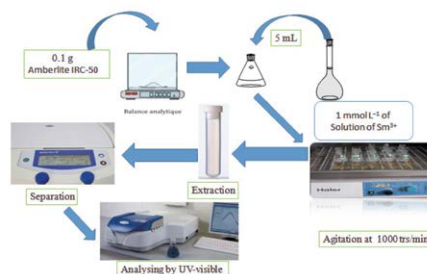 0.1 g
Amberlite IRC-50
5 mL
Balance analytique
1 mmol L⁻¹ of
Solution of Sm³⁺
Separation
Extraction
Haier
Agitation at 1000 trs/min
Analysing by UV-visible